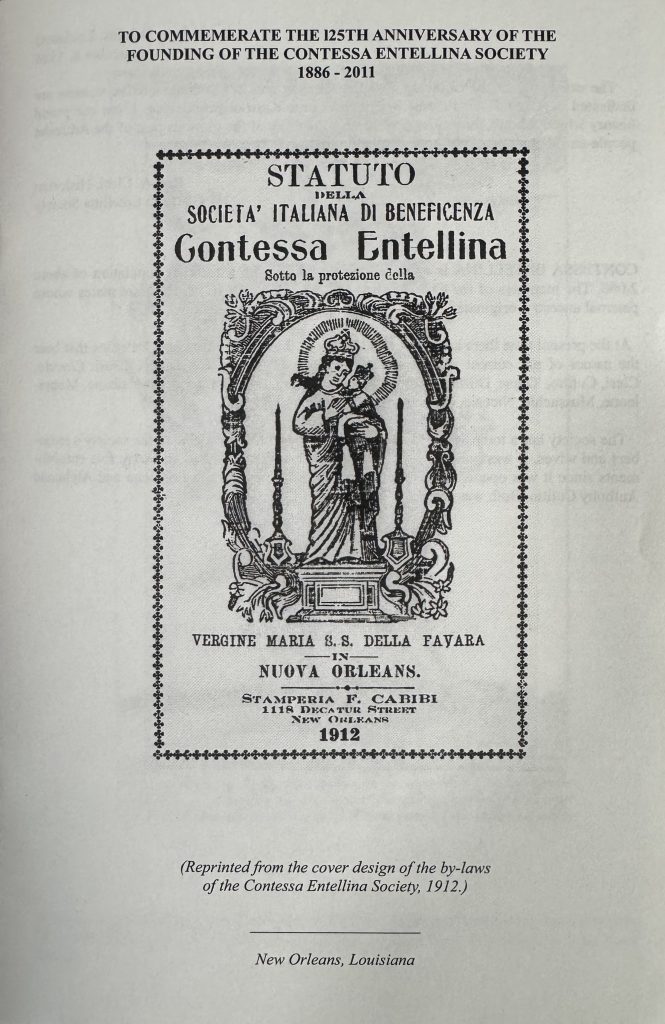 TO COMMEMERATE THE l25TH ANNIVERSARY OF THE
FOUNDING OF THE CONTESSA ENTELLINA SOCIETY
1886 - 2011
STATUTO
DELLA
SOCIETA' ITALIANA DI BENEFICENZA
Contessa Entellina
Sotto la protezione della
VERGINE MARIA S. S. DELLA FAVARA
IN
NUOVA ORLEANS.
STAMPERIA F. CABIBI
1118 DECATUR STREET
NEW ORLEANS
1912
(Reprinted from the cover design of the by-laws
of the Contessa Entellina Society, 1912.)
New Orleans, Louisiana